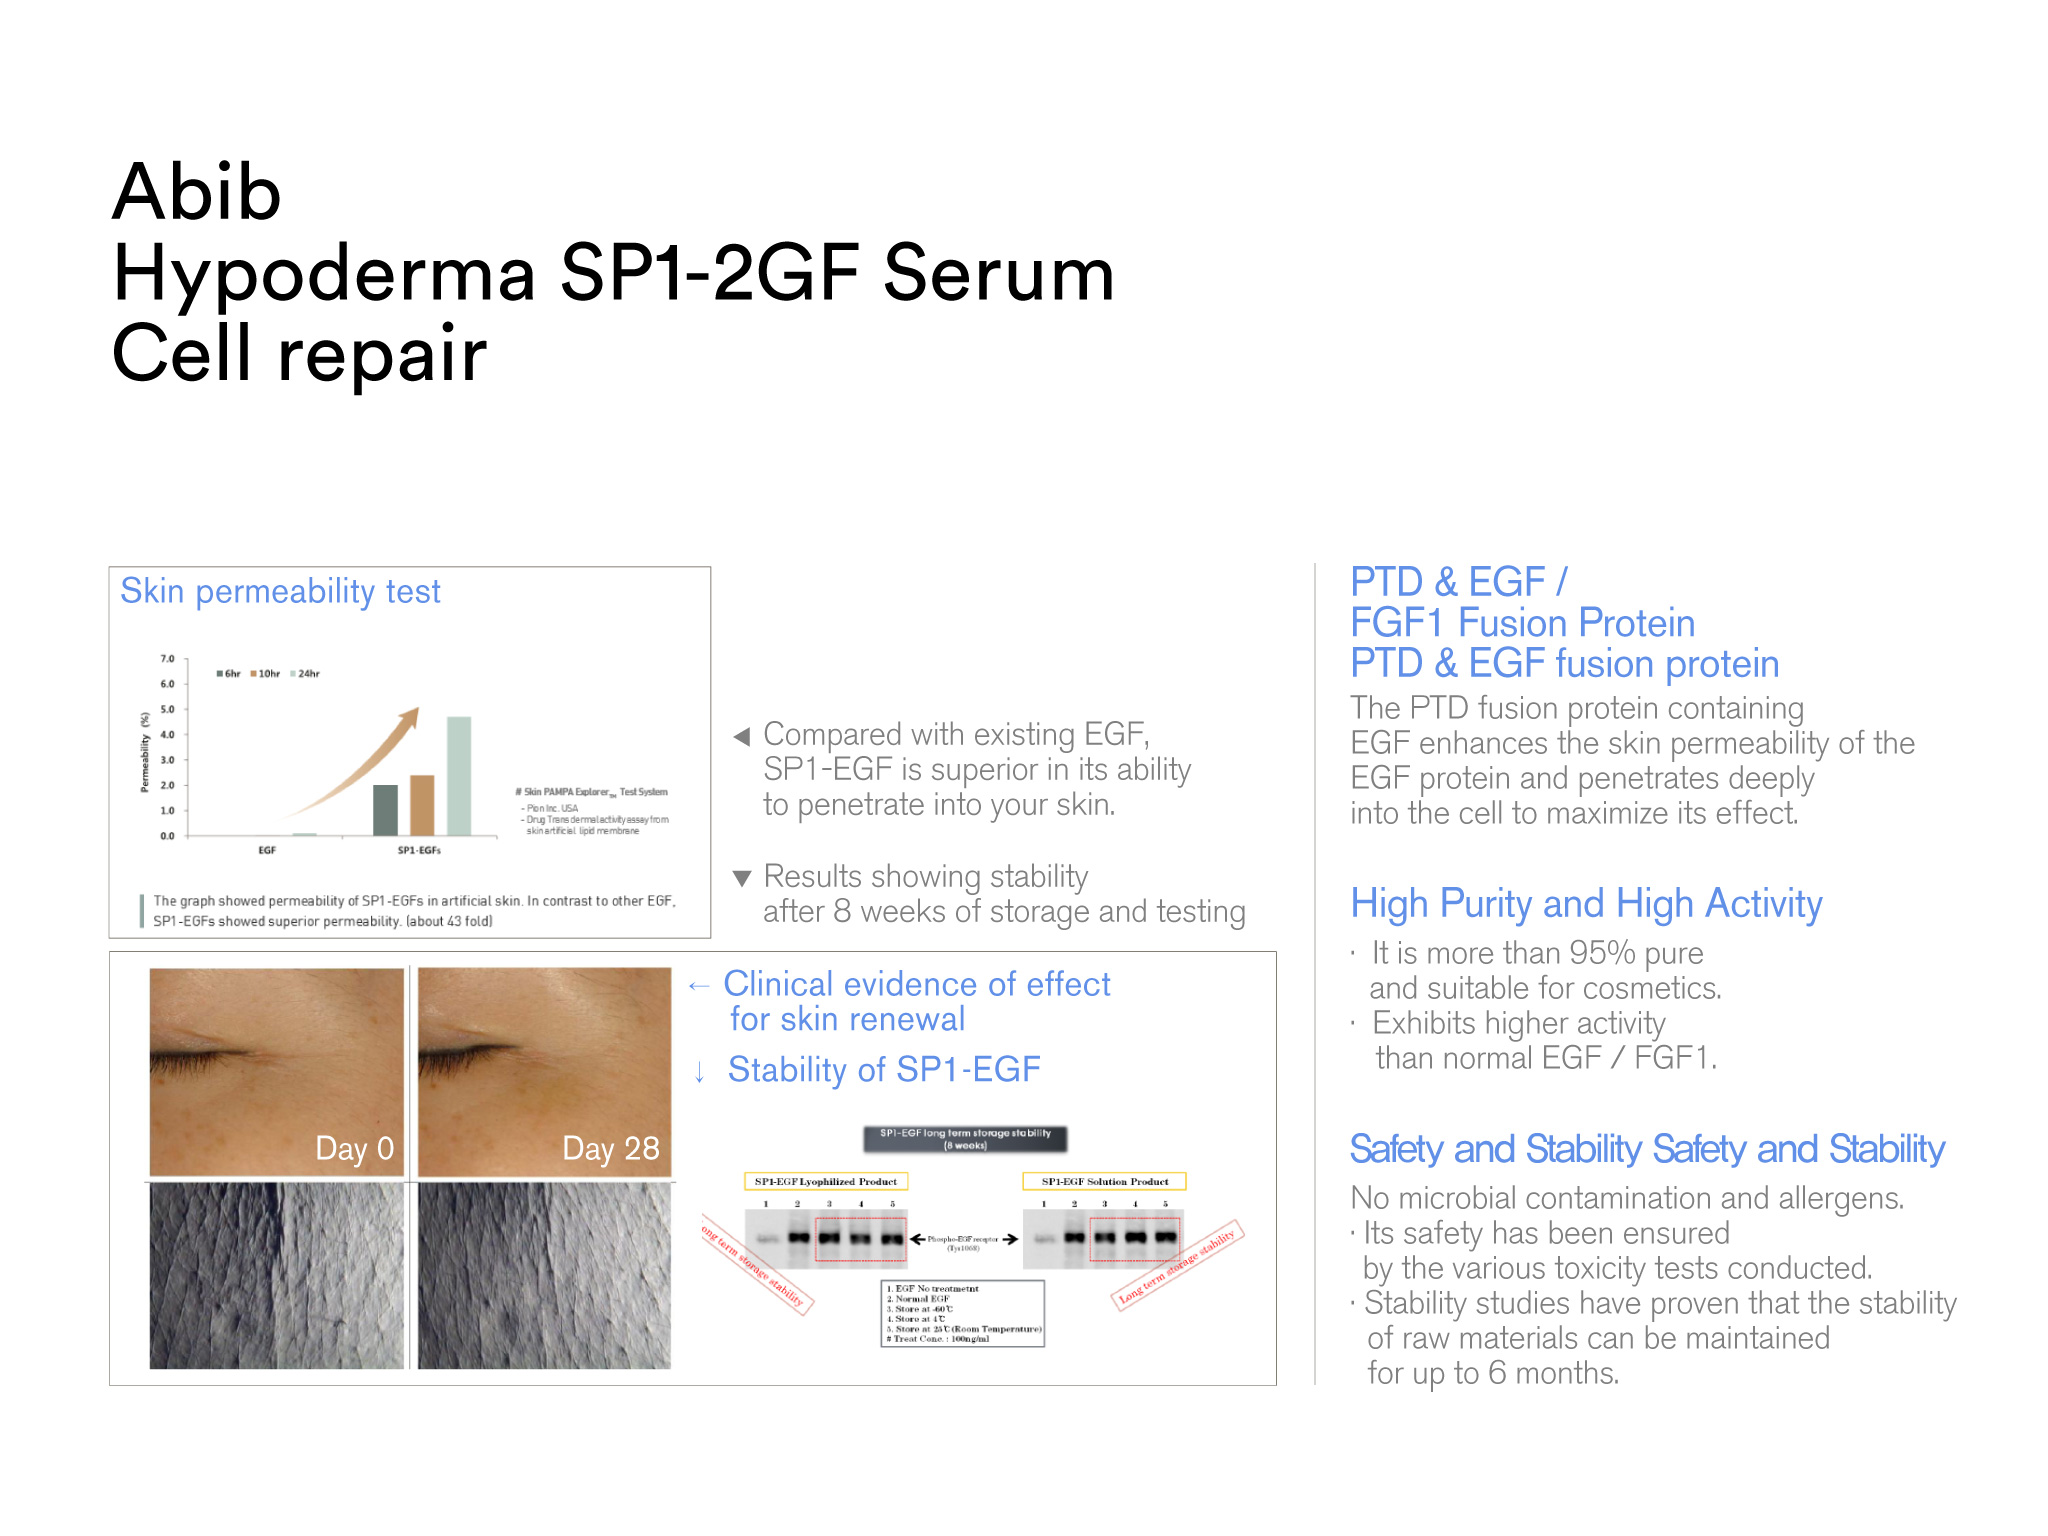 Abib
Hypoderma SP1-2GF Serum
Cell repair
Skin permeability test
7.0
6.0
5.0
4.0
3.0
2.0
1.0
0.0
Permeability (%)
6hr 10hr 24hr
EGF SP1-EGFs
# Skin PAMPA Explorer TM Test System
- Pion Inc. USA
- Drug Trans dermal activity assay from
skin artificial lipid membrane
The graph showed permeability of SP1-EGFs in artificial skin. In contrast to other EGF,
SP1-EGFs showed superior permeability. (about 43 fold)
◀ Compared with existing EGF,
SP1-EGF is superior in its ability
to penetrate into your skin.
▼ Results showing stability
after 8 weeks of storage and testing
Day 0
Day 28
← Clinical evidence of effect
for skin renewal
↓ Stability of SP1-EGF
SP1-EGF long term storage stability
(8 weeks)
SP1-EGF Lyophilized Product
1 2 3 4 5
SP1-EGF Solution Product
1 2 3 4 5
Phospho-EGF receptor
(Tys1068)
ong term storage stability
Long term storage stability
1. EGF No treatmetnt
2. Normal EGF
3. Store at -60℃
4. Store at 4℃
5. Store at 25℃ (Room Temperature)
# Treat Conc. : 100ng/ml
PTD & EGF /
FGF1 Fusion Protein
PTD & EGF fusion protein
The PTD fusion protein containing
EGF enhances the skin permeability of the
EGF protein and penetrates deeply
into the cell to maximize its effect.
High Purity and High Activity
· It is more than 95% pure
and suitable for cosmetics.
· Exhibits higher activity
than normal EGF / FGF1.
Safety and Stability Safety and Stability
No microbial contamination and allergens.
· Its safety has been ensured
by the various toxicity tests conducted.
· Stability studies have proven that the stability
of raw materials can be maintained
for up to 6 months.